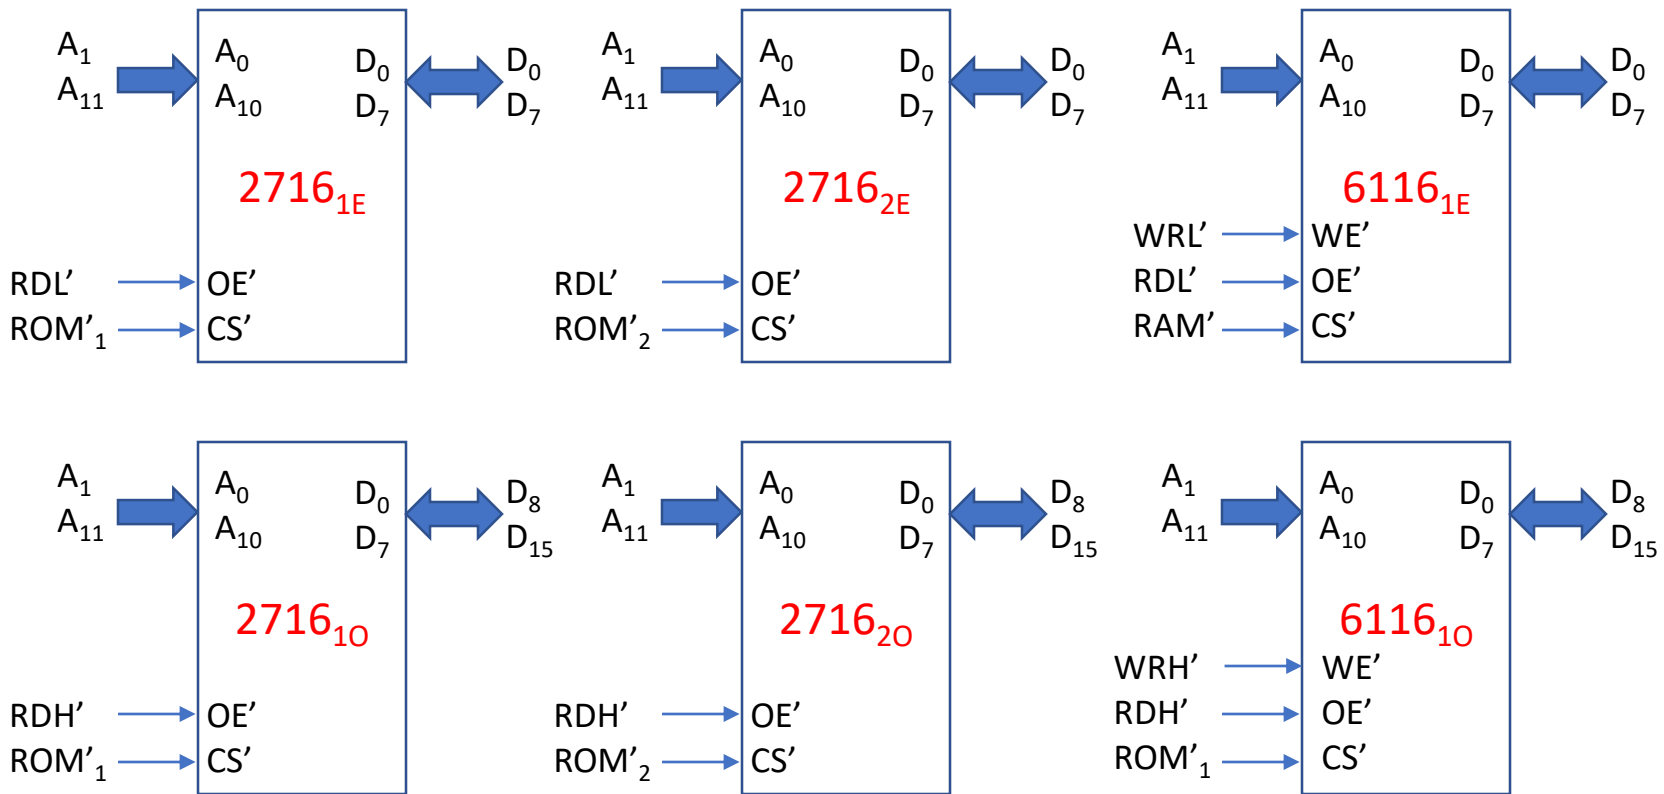 A1 A0 D0 D0
A11 A10 D7 D7
27161E
RDL’ OE’
ROM’1 CS’
A1 A0 D0 D0
A11 A10 D7 D7
27162E
RDL’ OE’
ROM’2 CS’
A1 A0 D0 D0
A11 A10 D7 D7
61161E
WRL’ WE’
RDL’ OE’
RAM’ CS’
A1 A0 D0 D8
A11 A10 D7 D15
27161O
RDH’ OE’
ROM’1 CS’
A1 A0 D0 D8
A11 A10 D7 D15
27162O
RDH’ OE’
ROM’2 CS’
A1 A0 D0 D8
A11 A10 D7 D15
61161O
WRH’ WE’
RDH’ OE’
ROM’1 CS’